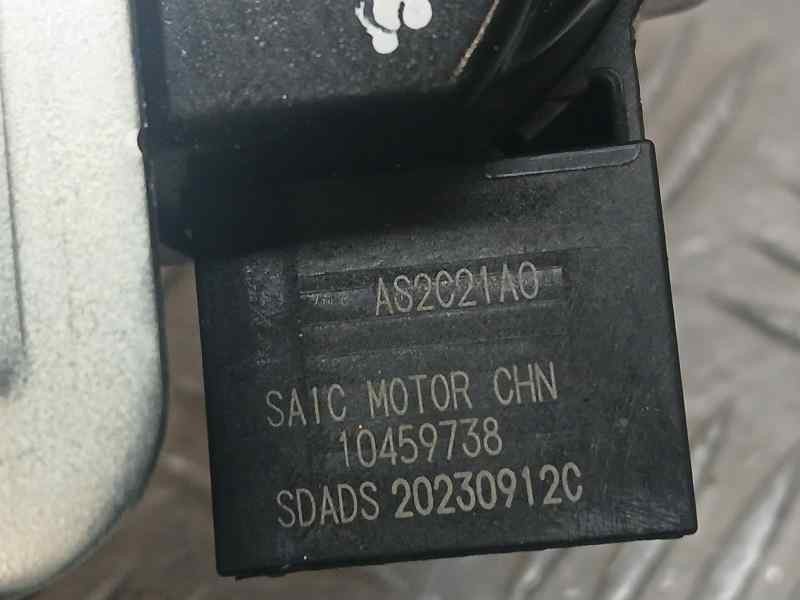 AS2C21A0
SAIC MOTOR CHN
10459738
SDADS 20230912C